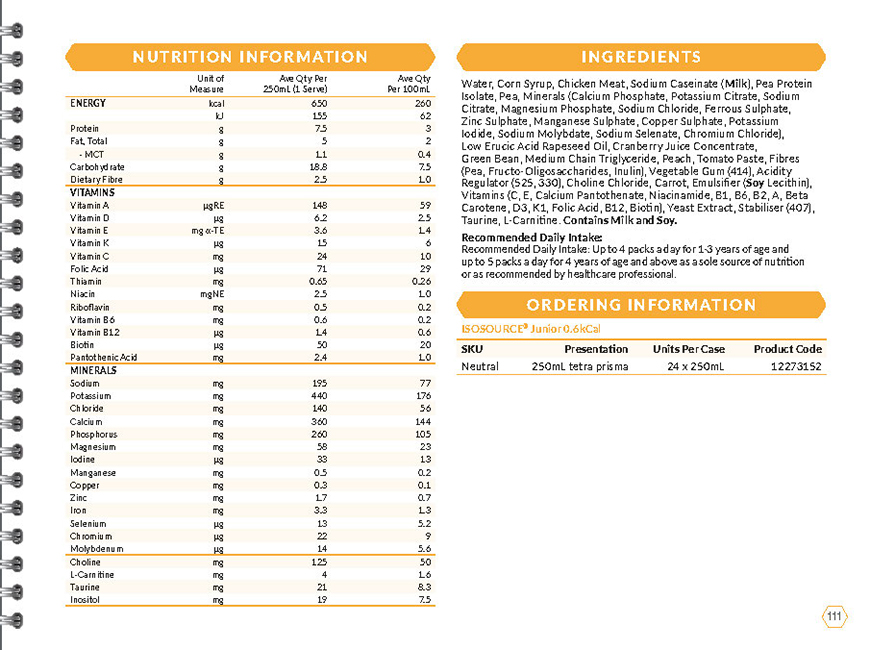 NUTRITION INFORMATION
Unit of Measure Ave Qty Per 250mL (1 Serve) Ave Qty Per 100mL
ENERGY kcal 650 260
kJ 155 62
Protein g 7.5 3
Fat, Total g 5 2
- MCT g 1.1 0.4
Carbohydrate g 18.8 7.5
Dietary Fibre g 2.5 1.0
VITAMINS
Vitamin A µgRE 148 59
Vitamin D µg 6.2 2.5
Vitamin E mg α-TE 3.6 1.4
Vitamin K µg 15 6
Vitamin C mg 24 10
Folic Acid µg 71 29
Thiamin mg 0.65 0.26
Niacin mgNE 2.5 1.0
Riboflavin mg 0.5 0.2
Vitamin B6 mg 0.6 0.2
Vitamin B12 µg 1.4 0.6
Biotin µg 50 20
Pantothenic Acid mg 2.4 1.0
MINERALS
Sodium mg 195 77
Potassium mg 440 176
Chloride mg 140 56
Calcium mg 360 144
Phosphorus mg 260 105
Magnesium mg 58 23
Iodine µg 33 13
Manganese mg 0.5 0.2
Copper mg 0.3 0.1
Zinc mg 1.7 0.7
Iron mg 3.3 1.3
Selenium µg 13 5.2
Chromium µg 22 9
Molybdenum µg 14 5.6
Choline mg 125 50
L-Carnitine mg 4 1.6
Taurine mg 21 8.3
Inositol mg 19 7.5
INGREDIENTS
Water, Corn Syrup, Chicken Meat, Sodium Caseinate (Milk), Pea Protein
Isolate, Pea, Minerals (Calcium Phosphate, Potassium Citrate, Sodium
Citrate, Magnesium Phosphate, Sodium Chloride, Ferrous Sulphate,
Zinc Sulphate, Manganese Sulphate, Copper Sulphate, Potassium
Iodide, Sodium Molybdate, Sodium Selenate, Chromium Chloride),
Low Erucic Acid Rapeseed Oil, Cranberry Juice Concentrate,
Green Bean, Medium Chain Triglyceride, Peach, Tomato Paste, Fibres
(Pea, Fructo-Oligosaccharides, Inulin), Vegetable Gum (414), Acidity
Regulator (525, 330), Choline Chloride, Carrot, Emulsifier (Soy Lecithin),
Vitamins (C, E, Calcium Pantothenate, Niacinamide, B1, B6, B2, A, Beta
Carotene, D3, K1, Folic Acid, B12, Biotin), Yeast Extract, Stabiliser (407),
Taurine, L-Carnitine. Contains Milk and Soy.
Recommended Daily Intake:
Recommended Daily Intake: Up to 4 packs a day for 1-3 years of age and
up to 5 packs a day for 4 years of age and above as a sole source of nutrition
or as recommended by healthcare professional.
ORDERING INFORMATION
ISOSOURCE® Junior 0.6kCal
SKU Presentation Units Per Case Product Code
Neutral 250mL tetra prisma 24 x 250mL 12273152
111